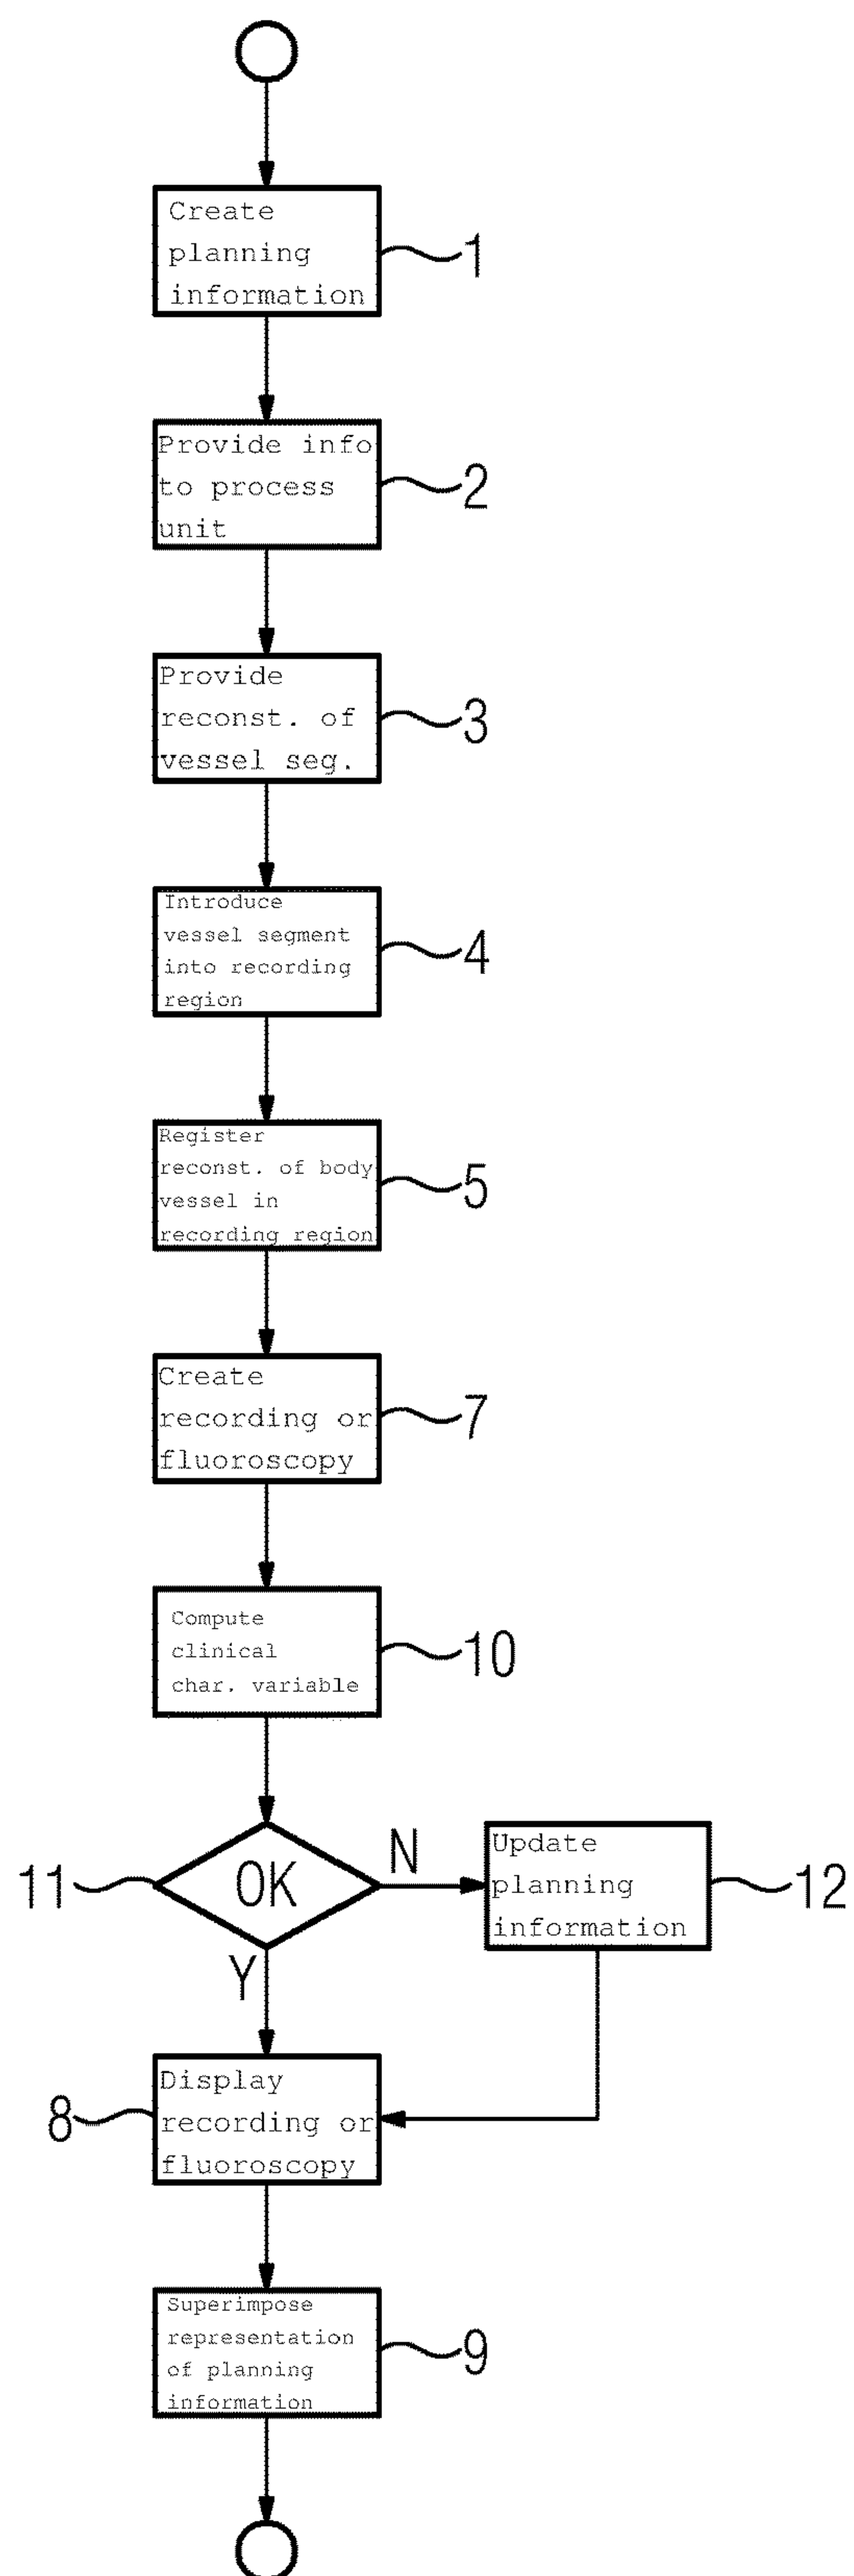 Create
planning
information
1
Provide info
to process
unit
2
Provide
reconst. of
vessel seg.
3
Introduce
vessel segment
into recording
region
4
Register
reconst. of body
vessel in
recording region
5
Create
recording or
fluoroscopy
7
Compute
clinical
char. variable
10
11
OK
N
Y
Update
planning
information
12
8
Display
recording or
fluoroscopy
Superimpose
representation
of planning
information
9